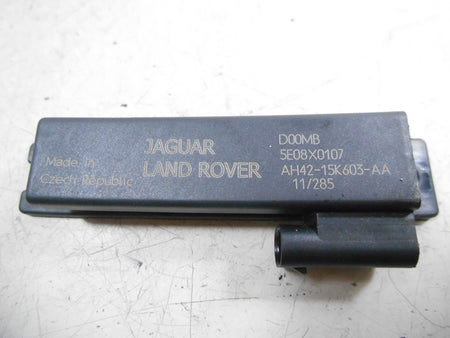 Made in
Czech Republic
JAGUAR
LAND ROVER
D00MB
5E08X0107
AH42-15K603-AA
11/285